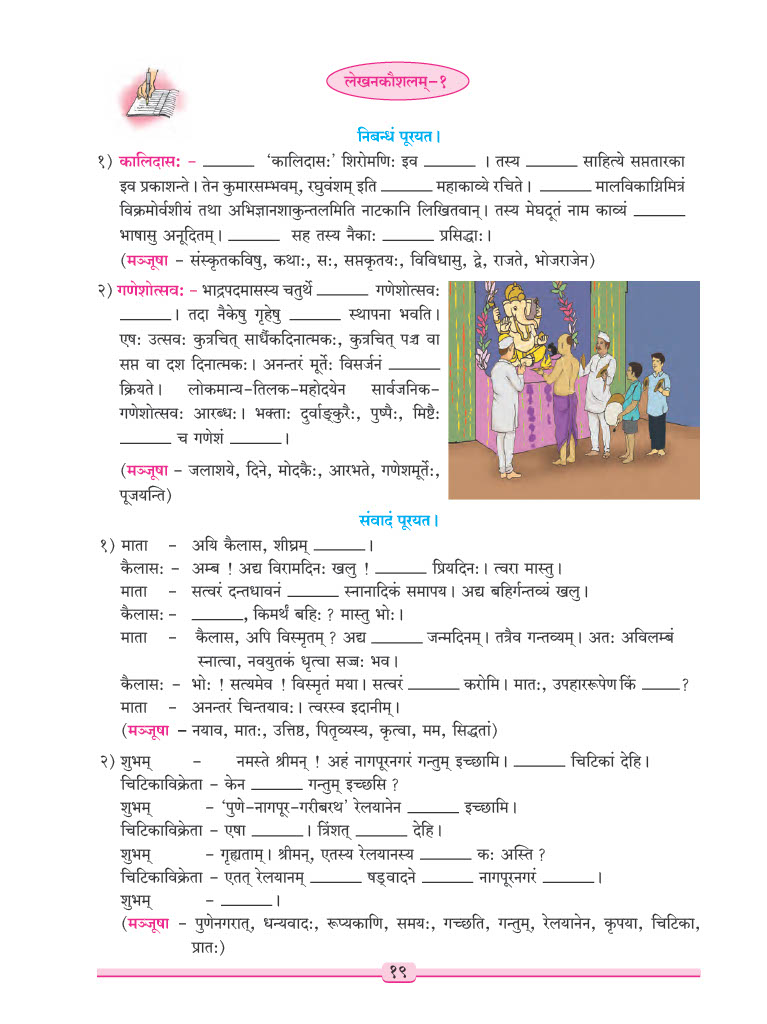 लेखनकौशलम्-१
निबन्धं पूरयत।
१) कालिदासः - ______ ‘कालिदासः’ शिरोमणिः इव ______ । तस्य ______ साहित्ये सप्ततारका
इव प्रकाशन्ते। तेन कुमारसम्भवम्, रघुवंशम् इति ______ महाकाव्ये रचिते। ______ मालविकाग्निमित्रं
विक्रमोर्वशीयं तथा अभिज्ञानशाकुन्तलमिति नाटकानि लिखितवान्। तस्य मेघदूतं नाम काव्यं ______
भाषासु अनूदितम्। ______ सह तस्य नैकाः ______ प्रसिद्धाः।
(मञ्जूषा - संस्कृतकविषु, कथाः, सः, सप्तकृतयः, विविधासु, द्वे, राजते, भोजराजेन)
२) गणेशोत्सवः - भाद्रपदमासस्य चतुर्थे ______ गणेशोत्सवः
______। तदा नैकेषु गृहेषु ______ स्थापना भवति।
एषः उत्सवः कुत्रचित् सार्धैकदिनात्मकः, कुत्रचित् पञ्च वा
सप्त वा दश दिनात्मकः। अनन्तरं मूर्तेः विसर्जनं ______
क्रियते। लोकमान्य-तिलक-महोदयेन सार्वजनिक-
गणेशोत्सवः आरब्धः। भक्ताः दुर्वाङ्कुरैः, पुष्पैः, मिष्टैः
______ च गणेशं ______।
(मञ्जूषा - जलाशये, दिने, मोदकैः, आरभते, गणेशमूर्तेः,
पूजयन्ति)
संवादं पूरयत।
१) माता - अयि कैलास, शीघ्रम् ______।
कैलासः - अम्ब ! अद्य विरामदिनः खलु ! ______ प्रियदिनः। त्वरा मास्तु।
माता - सत्वरं दन्तधावनं ______ स्नानादिकं समापय। अद्य बहिर्गन्तव्यं खलु।
कैलासः - ______, किमर्थं बहिः ? मास्तु भोः।
माता - कैलास, अपि विस्मृतम् ? अद्य ______ जन्मदिनम्। तत्रैव गन्तव्यम्। अतः अविलम्बं
स्नात्वा, नवयुतकं धृत्वा सज्जः भव।
कैलासः - भोः ! सत्यमेव ! विस्मृतं मया। सत्वरं ______ करोमि। मातः, उपहाररूपेण किं ______?
माता - अनन्तरं चिन्तयावः। त्वरस्व इदानीम्।
(मञ्जूषा - नयाव, मातः, उत्तिष्ठ, पितृव्यस्य, कृत्वा, मम, सिद्धतां)
२) शुभम् - नमस्ते श्रीमन् ! अहं नागपूरनगरं गन्तुम् इच्छामि। ______ चिटिकां देहि।
चिटिकाविक्रेता - केन ______ गन्तुम् इच्छसि ?
शुभम् - ‘पुणे-नागपूर-गरीबरथ’ रेलयानेन ______ इच्छामि।
चिटिकाविक्रेता - एषा ______। त्रिंशत् ______ देहि।
शुभम् - गृह्यताम्। श्रीमन्, एतस्य रेलयानस्य ______ कः अस्ति ?
चिटिकाविक्रेता - एतत् रेलयानम् ______ षड्वादने ______ नागपूरनगरं ______।
शुभम् - ______।
(मञ्जूषा - पुणेनगरात्, धन्यवादः, रूप्यकाणि, समयः, गच्छति, गन्तुम्, रेलयानेन, कृपया, चिटिका,
प्रातः)
१९